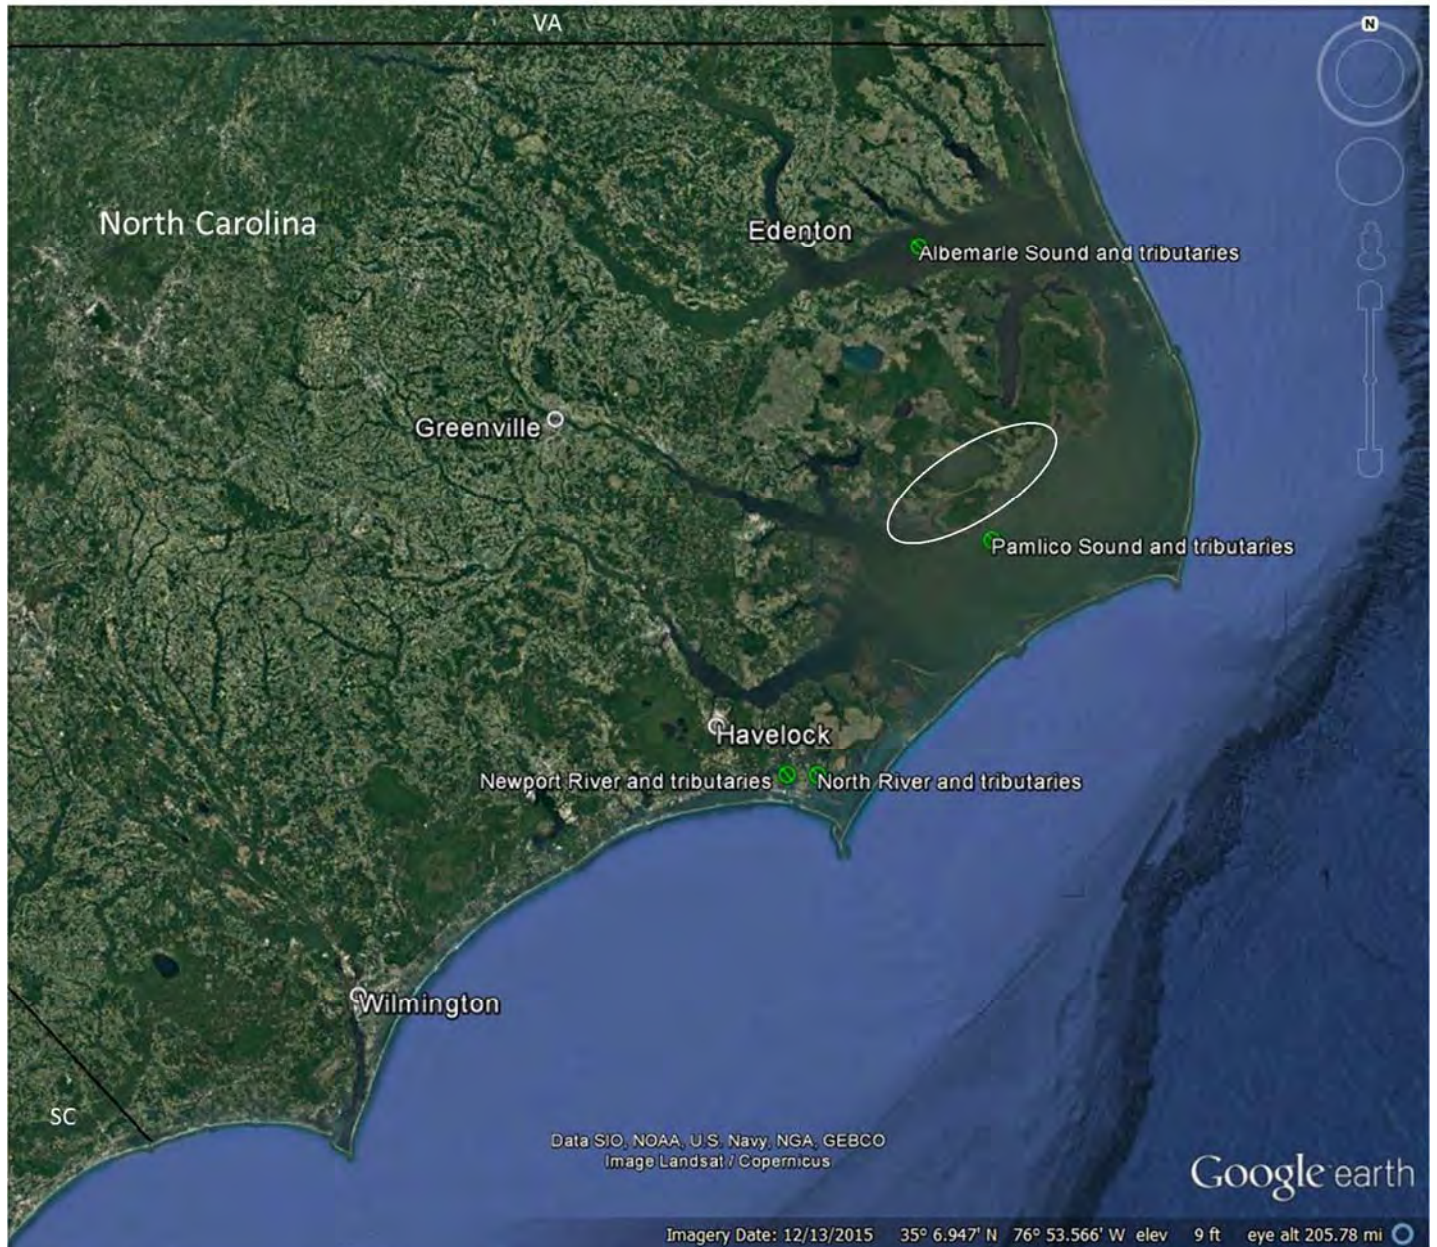 VA
N
North Carolina
Edenton
Albemarle Sound and tributaries
Greenville
Pamlico Sound and tributaries
Havelock
Newport River and tributaries
North River and tributaries
Wilmington
SC
Data SIO, NOAA, U.S. Navy, NGA, GEBCO
Image Landsat / Copernicus
Google earth
Imagery Date: 12/13/2015 35° 6.947' N 76° 53.566' W elev 9 ft eye alt 205.78 mi